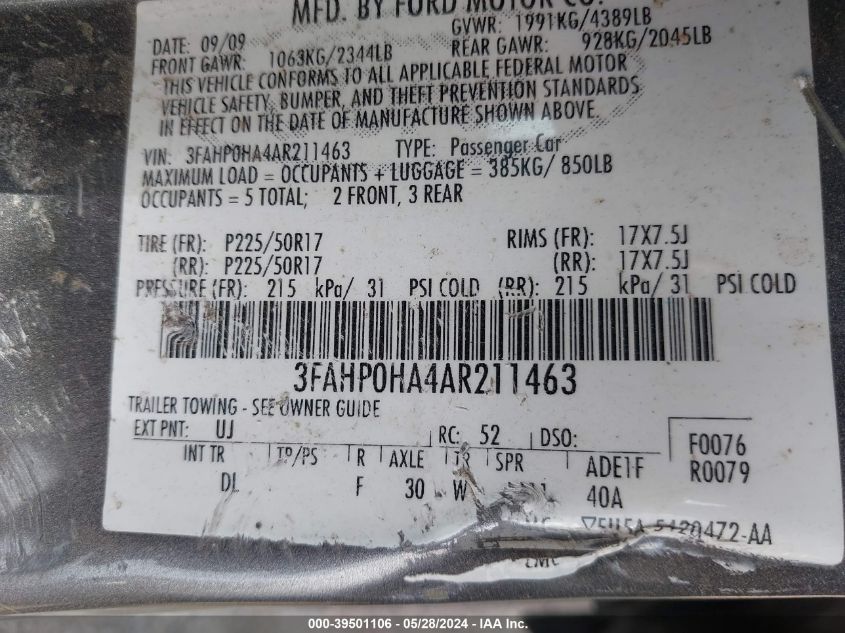 MFD. BY FORD MOTOR CO.
DATE: 09/09 GVWR: 1991KG/4389LB
FRONT GAWR: 1063KG/2344LB REAR GAWR: 928KG/2045LB
THIS VEHICLE CONFORMS TO ALL APPLICABLE FEDERAL MOTOR
VEHICLE SAFETY, BUMPER, AND THEFT PREVENTION STANDARDS
IN EFFECT ON THE DATE OF MANUFACTURE SHOWN ABOVE.
VIN: 3FAHP0HA4AR211463 TYPE: Passenger Car
MAXIMUM LOAD = OCCUPANTS + LUGGAGE = 385KG/ 850LB
OCCUPANTS = 5 TOTAL; 2 FRONT, 3 REAR
TIRE (FR): P225/50R17 RIMS (FR): 17X7.5J
(RR): P225/50R17 (RR): 17X7.5J
PRESSURE (FR): 215 kPa/ 31 PSI COLD (RR): 215 kPa/ 31 PSI COLD
3FAHP0HA4AR211463
TRAILER TOWING - SEE OWNER GUIDE
EXT PNT: UJ RC: 52 DSO: F0076
INT TR TP/PS R AXLE TR SPR ADE1F R0079
DL F 30 W 40A
5420472-AA
000-39501106 - 05/28/2024 - IAA Inc.